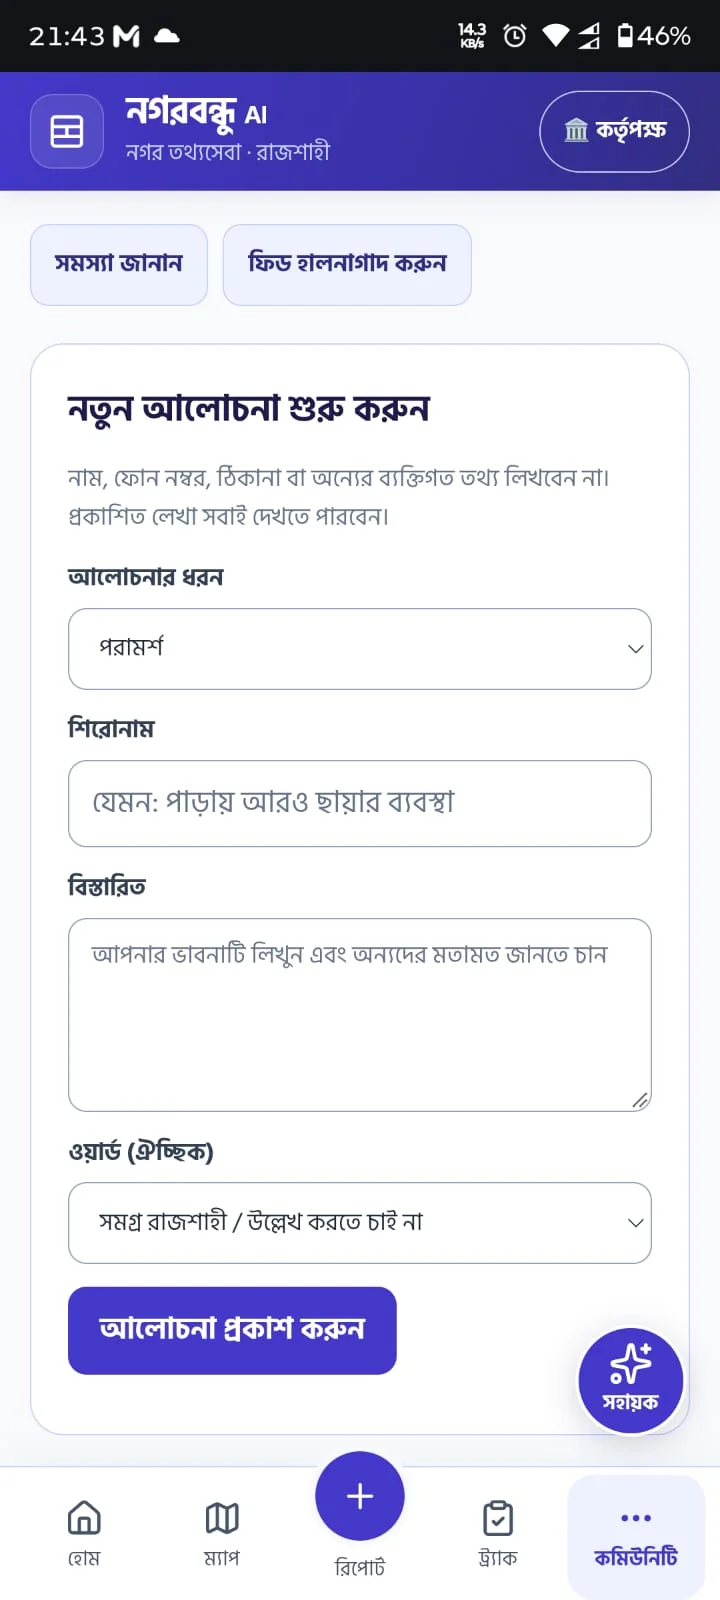 21:43
14.3
KB/s
46%
নগরবন্ধু AI
নগর তথ্যসেবা · রাজশাহী
কর্তৃপক্ষ
সমস্যা জানান
ফিড হালনাগাদ করুন
নতুন আলোচনা শুরু করুন
নাম, ফোন নম্বর, ঠিকানা বা অন্যের ব্যক্তিগত তথ্য লিখবেন না।
প্রকাশিত লেখা সবাই দেখতে পারবেন।
আলোচনার ধরন
পরামর্শ
শিরোনাম
যেমন: পাড়ায় আরও ছায়ার ব্যবস্থা
বিস্তারিত
আপনার ভাবনাটি লিখুন এবং অন্যদের মতামত জানতে চান
ওয়ার্ড (ঐচ্ছিক)
সমগ্র রাজশাহী / উল্লেখ করতে চাই না
আলোচনা প্রকাশ করুন
সহায়ক
হোম
ম্যাপ
রিপোর্ট
ট্র্যাক
কমিউনিটি